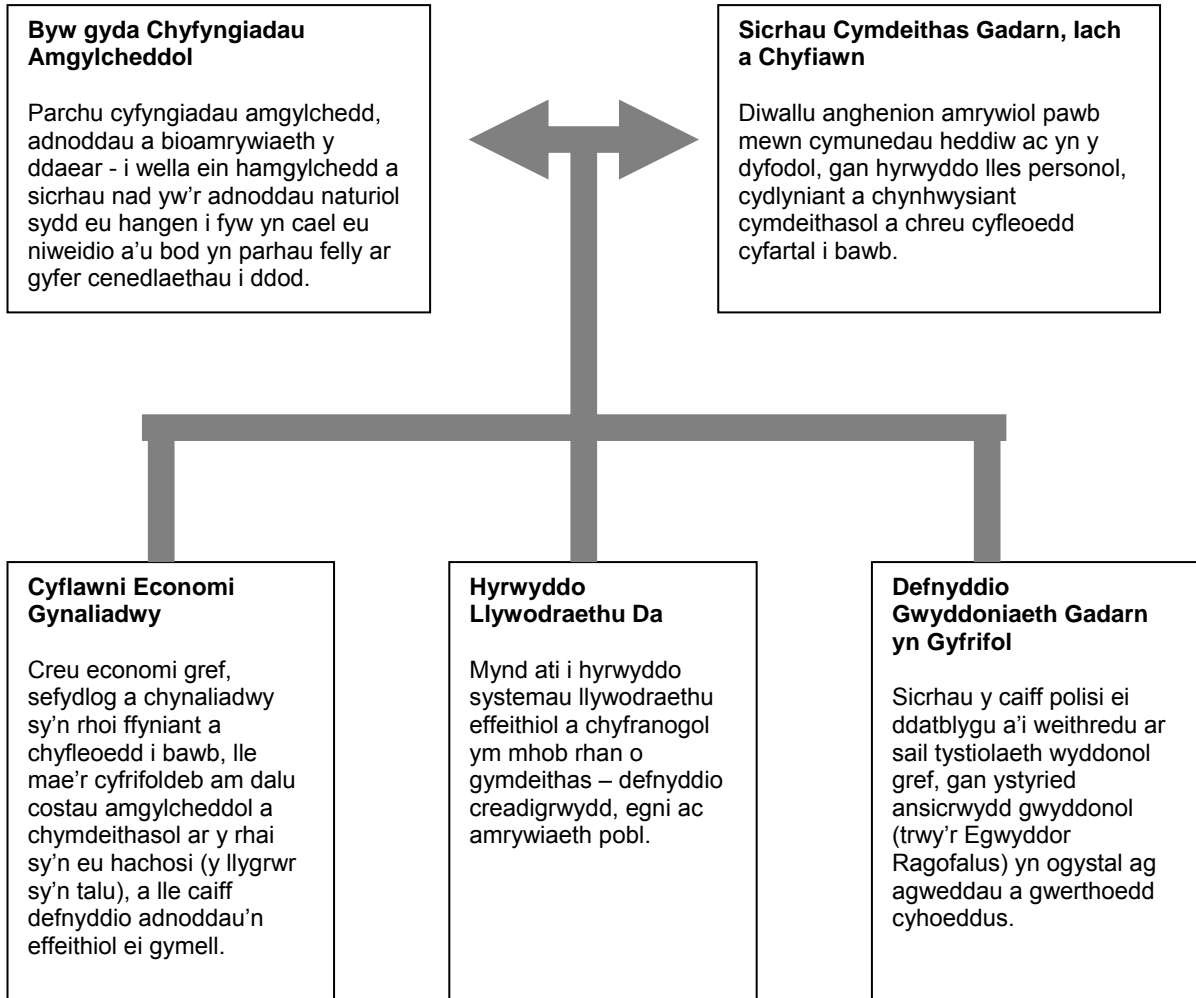 Byw gyda Chyfyngiadau
Amgylcheddol
Parchu cyfyngiadau amgylchedd,
adnoddau a bioamrywiaeth y
ddaear - i wella ein hamgylchedd a
sicrhau nad yw'r adnoddau naturiol
sydd eu hangen i fyw yn cael eu
niweidio a'u bod yn parhau felly ar
gyfer cenedlaethau i ddod.
Sicrhau Cymdeithas Gadarn, Iach
a Chyfiawn
Diwallu anghenion amrywiol pawb
mewn cymunedau heddiw ac yn y
dyfodol, gan hyrwyddo lles personol,
cydlyniant a chynhwysiant
cymdeithasol a chreu cyfleoedd
cyfartal i bawb.
Cyflawni Economi
Gynaliadwy
Creu economi gref,
sefydlog a chynaliadwy
sy'n rhoi ffyniant a
chyfleoedd i bawb, lle
mae'r cyfrifoldeb am dalu
costau amgylcheddol a
chymdeithasol ar y rhai
sy'n eu hachosi (y llygrwr
sy'n talu), a lle caiff
defnyddio adnoddau'n
effeithiol ei gymell.
Hyrwyddo
Llywodraethu Da
Mynd ati i hyrwyddo
systemau llywodraethu
effeithiol a chyfranogol
ym mhob rhan o
gymdeithas – defnyddio
creadigrwydd, egni ac
amrywiaeth pobl.
Defnyddio
Gwyddoniaeth Gadarn
yn Gyfrifol
Sicrhau y caiff polisi ei
ddatblygu a'i weithredu ar
sail tystiolaeth wyddonol
gref, gan ystyried
ansicrwydd gwyddonol
(trwy'r Egwyddor
Ragofalus) yn ogystal ag
agweddau a gwerthoedd
cyhoeddus.